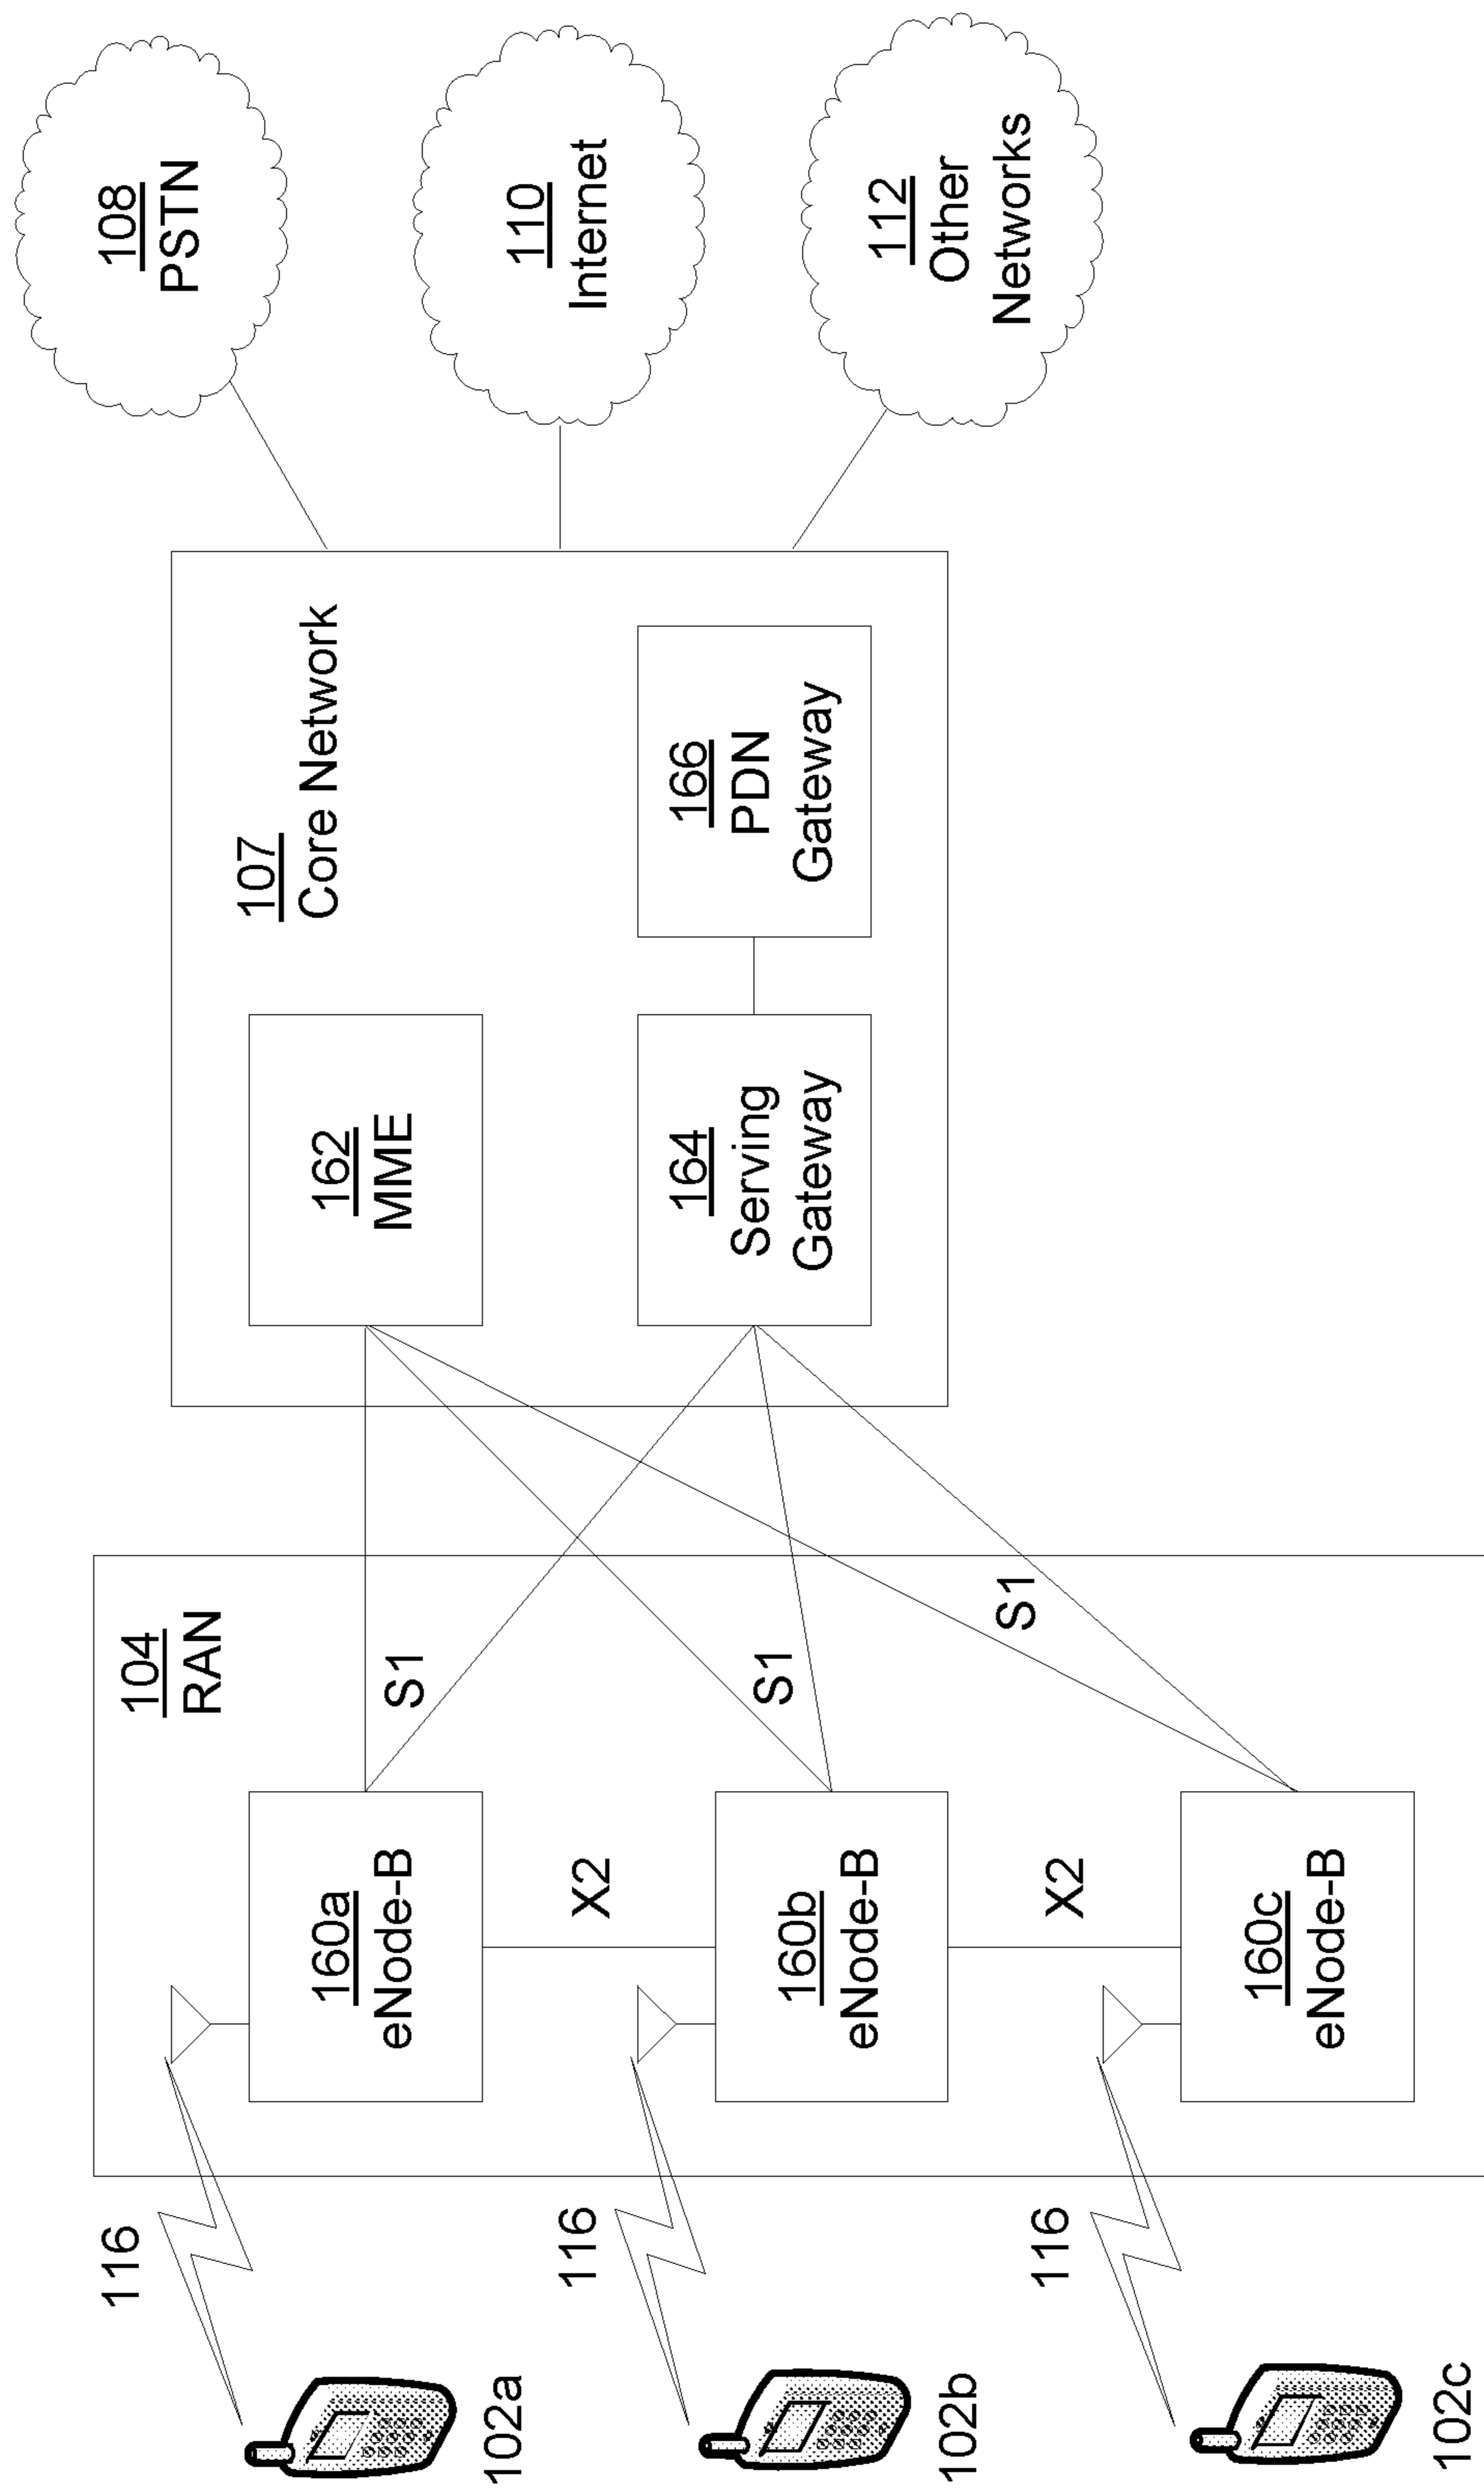 116
102a
116
102b
116
102c
104
RAN
160a
eNode-B
S1
X2
160b
eNode-B
S1
X2
160c
eNode-B
S1
107
Core Network
162
MME
164
Serving
Gateway
166
PDN
Gateway
108
PSTN
110
Internet
112
Other
Networks